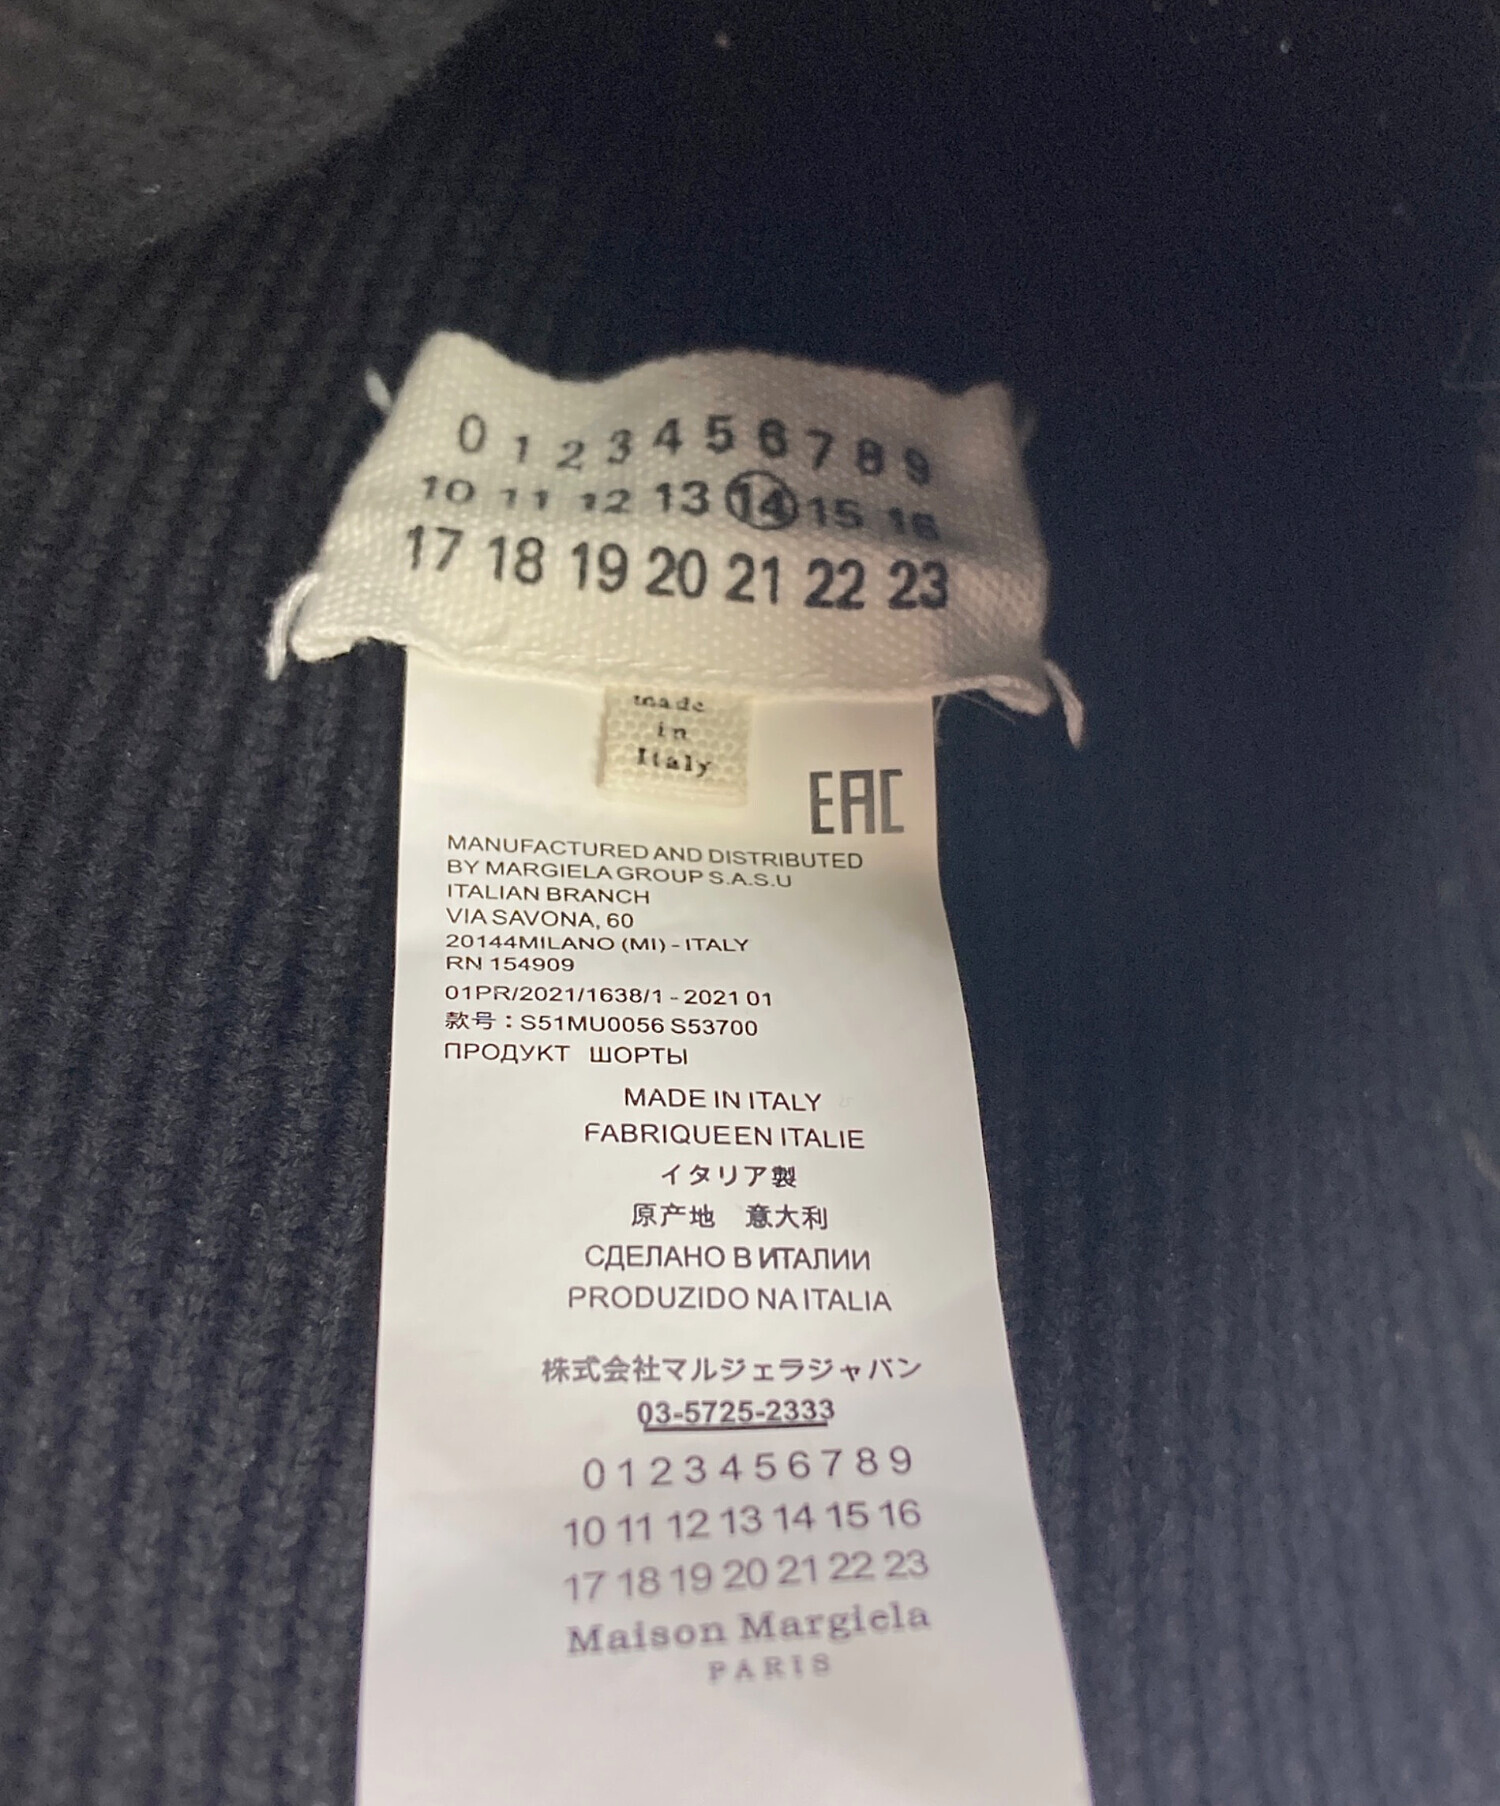 0 1 2 3 4 5 6 7 8 9
10 11 12 13 14 15 16
17 18 19 20 21 22 23
made
in
Italy
EAC
MANUFACTURED AND DISTRIBUTED
BY MARGIELA GROUP S.A.S.U
ITALIAN BRANCH
VIA SAVONA, 60
20144MILANO (MI) - ITALY
RN 154909
01PR/2021/1638/1 - 2021 01
款号：S51MU0056 S53700
ПРОДУКТ ШОРТЫ
MADE IN ITALY
FABRIQUE EN ITALIE
イタリア製
原产地 意大利
СДЕЛАНО В ИТАЛИИ
PRODUZIDO NA ITALIA
株式会社マルジェラジャパン
03-5725-2333
0 1 2 3 4 5 6 7 8 9
10 11 12 13 14 15 16
17 18 19 20 21 22 23
Maison Margiela
PARIS